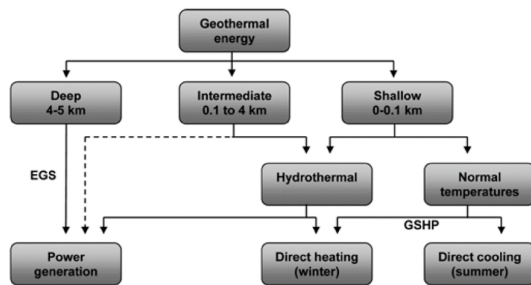 Geothermal
energy
Deep
4-5 km
Intermediate
0.1 to 4 km
Shallow
0-0.1 km
EGS
Hydrothermal
Normal
temperatures
GSHP
Power
generation
Direct heating
(winter)
Direct cooling
(summer)